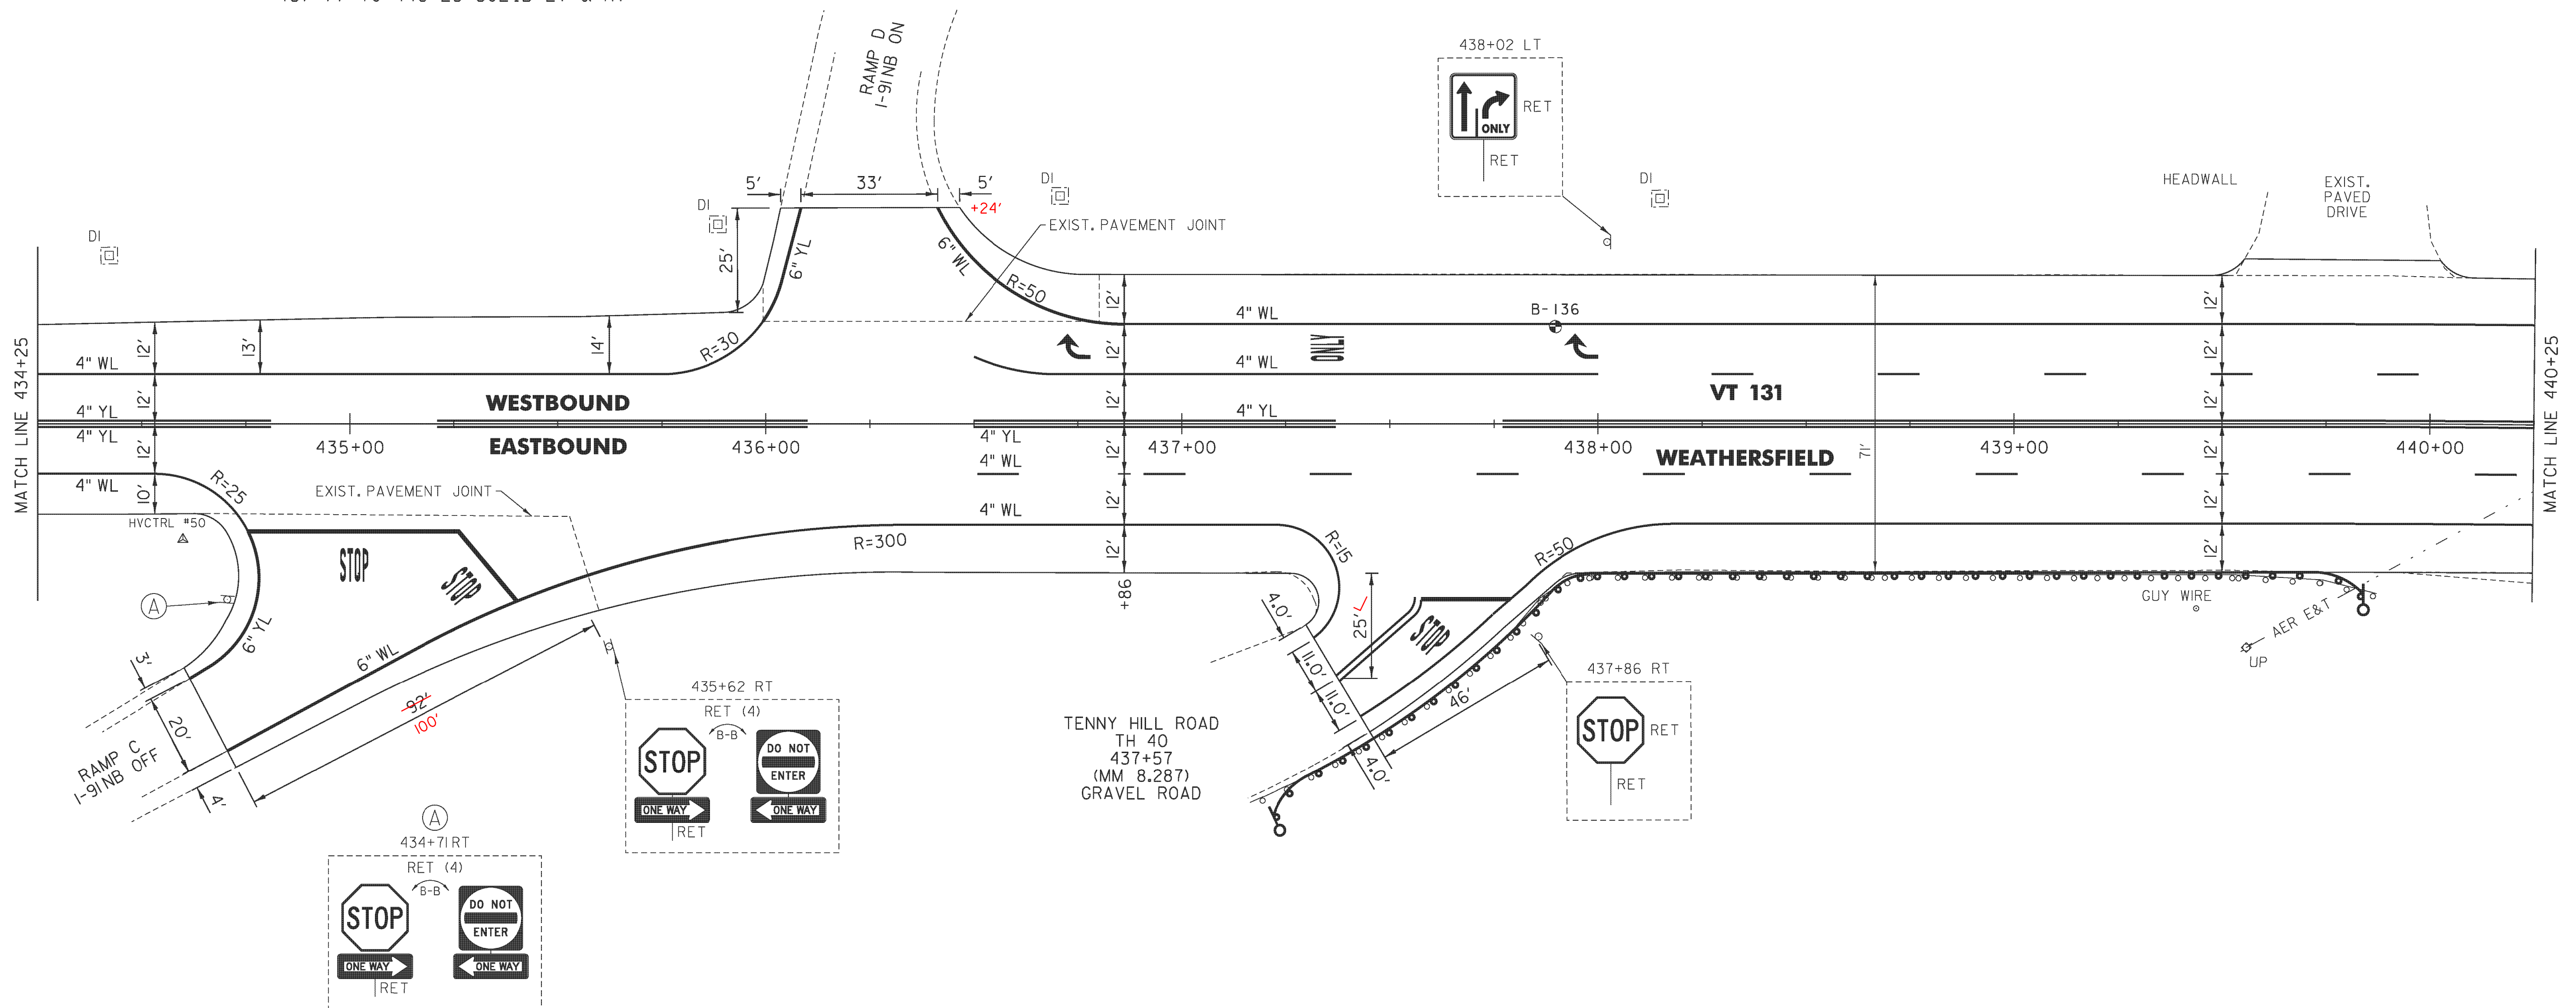 RAMP D
I-91 NB ON
438+02 LT
ONLY
RET
RET
HEADWALL
EXIST.
PAVED
DRIVE
DI
DI
DI
DI
5'
33'
5'
+24'
25'
6" YL
6" WL
R=50
EXIST. PAVEMENT JOINT
MATCH LINE 434+25
12'
13'
14'
R=30
4" WL
12'
12'
4" WL
4" WL
ONLY
B-136
12'
12'
MATCH LINE 440+25
4" WL
12'
WESTBOUND
12'
VT 131
12'
4" YL
4" YL
4" YL
4" YL
435+00
436+00
437+00
438+00
439+00
440+00
EASTBOUND
WEATHERSFIELD
12'
4" WL
12'
71'
12'
4" WL
10'
R=25
EXIST. PAVEMENT JOINT
4" WL
12'
12'
HVCTRL #50
STOP
STOP
R=300
12'
+86
R=15
R=50
12'
A
6" YL
6" WL
4.0'
25'
STOP
GUY WIRE
AER E&T
UP
3'
20'
4'
92'
100'
RAMP C
I-91 NB OFF
11.0'
11.0'
4.0'
46'
435+62 RT
RET (4)
B-B
STOP
DO NOT
ENTER
ONE WAY
ONE WAY
RET
TENNY HILL ROAD
TH 40
437+57
(MM 8.287)
GRAVEL ROAD
437+86 RT
STOP
RET
RET
A
434+71 RT
RET (4)
B-B
STOP
DO NOT
ENTER
ONE WAY
ONE WAY
RET